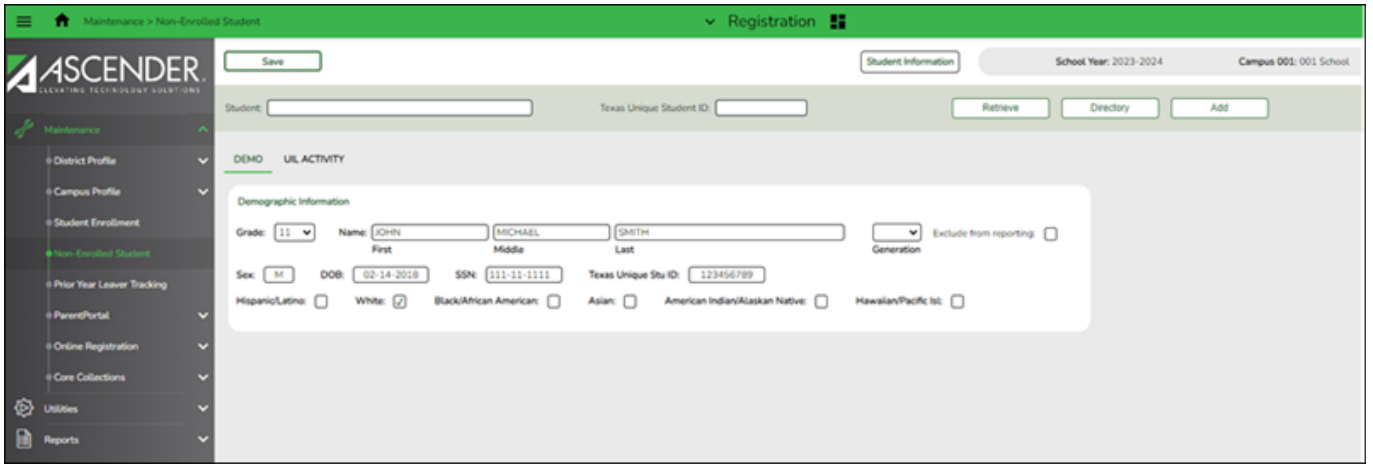 Maintenance > Non-Enrolled Student
Registration
ASCENDER
ELEVATING TECHNOLOGY SOLUTIONS
Save
Student Information
School Year: 2023-2024
Campus 001: 001 School
Student:
Texas Unique Student ID:
Retrieve
Directory
Add
Maintenance
District Profile
Campus Profile
Student Enrollment
Non-Enrolled Student
Prior Year Leaver Tracking
ParentPortal
Online Registration
Core Collections
Utilities
Reports
DEMO UIL ACTIVITY
Demographic Information
Grade: 11 Name: JOHN MICHAEL SMITH Exclude from reporting:
First Middle Last Generation
Sex: M DOB: 02-14-2018 SSN: 111-11-1111 Texas Unique Stu ID: 123456789
Hispanic/Latino: White: Black/African American: Asian: American Indian/Alaskan Native: Hawaiian/Pacific Isl: